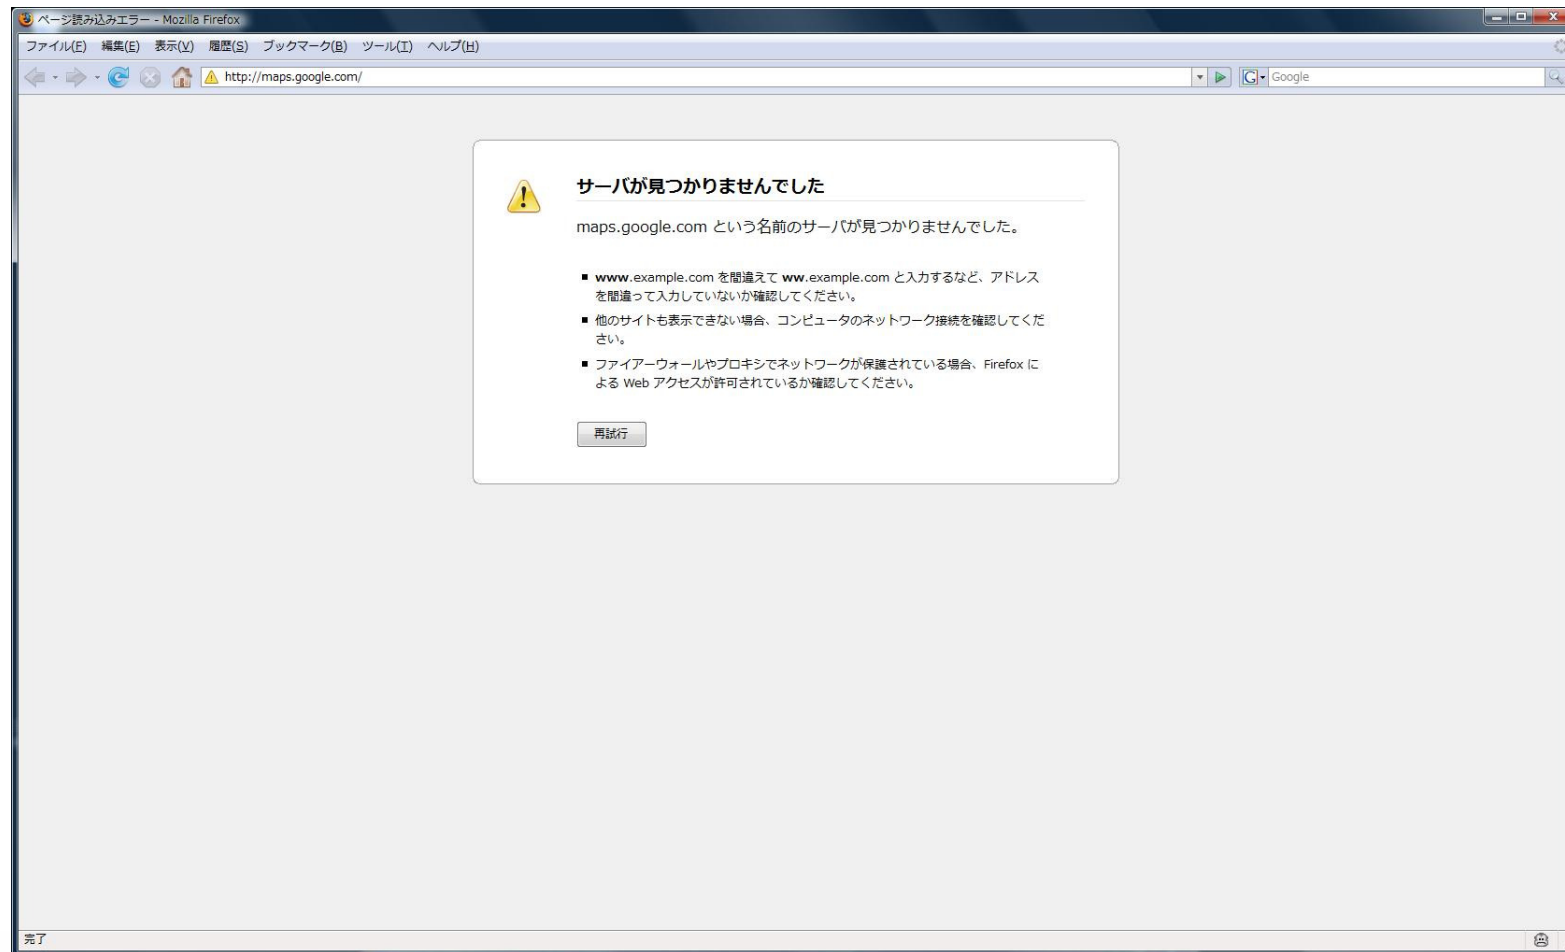 ページ読み込みエラー - Mozilla Firefox
ファイル(F) 編集(E) 表示(V) 履歴(S) ブックマーク(B) ツール(T) ヘルプ(H)
http://maps.google.com/ G Google
サーバが見つかりませんでした
maps.google.com という名前のサーバが見つかりませんでした。
www.example.com を間違えて ww.example.com と入力するなど、アドレス
を間違って入力していないか確認してください。
他のサイトも表示できない場合、コンピュータのネットワーク接続を確認してくだ
さい。
ファイアーウォールやプロキシでネットワークが保護されている場合、Firefox に
よる Web アクセスが許可されているか確認してください。
再試行
完了